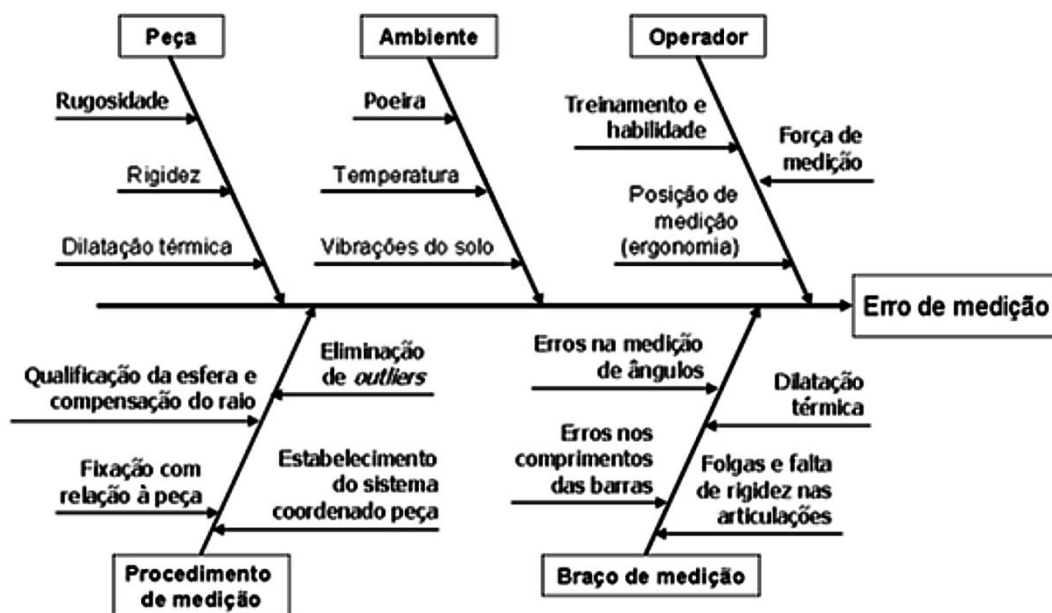 Peça
Ambiente
Operador
Rugosidade
Rigidez
Dilatação térmica
Poeira
Temperatura
Vibrações do solo
Treinamento e
habilidade
Força de
medição
Posição de
medição
(ergonomia)
Erro de medição
Eliminação
de outliers
Qualificação da esfera e
compensação do raio
Fixação com
relação à peça
Estabelecimento
do sistema
coordenado peça
Procedimento
de medição
Erros na medição
de ângulos
Dilatação
térmica
Erros nos
comprimentos
das barras
Folgas e falta
de rigidez nas
articulações
Braço de medição